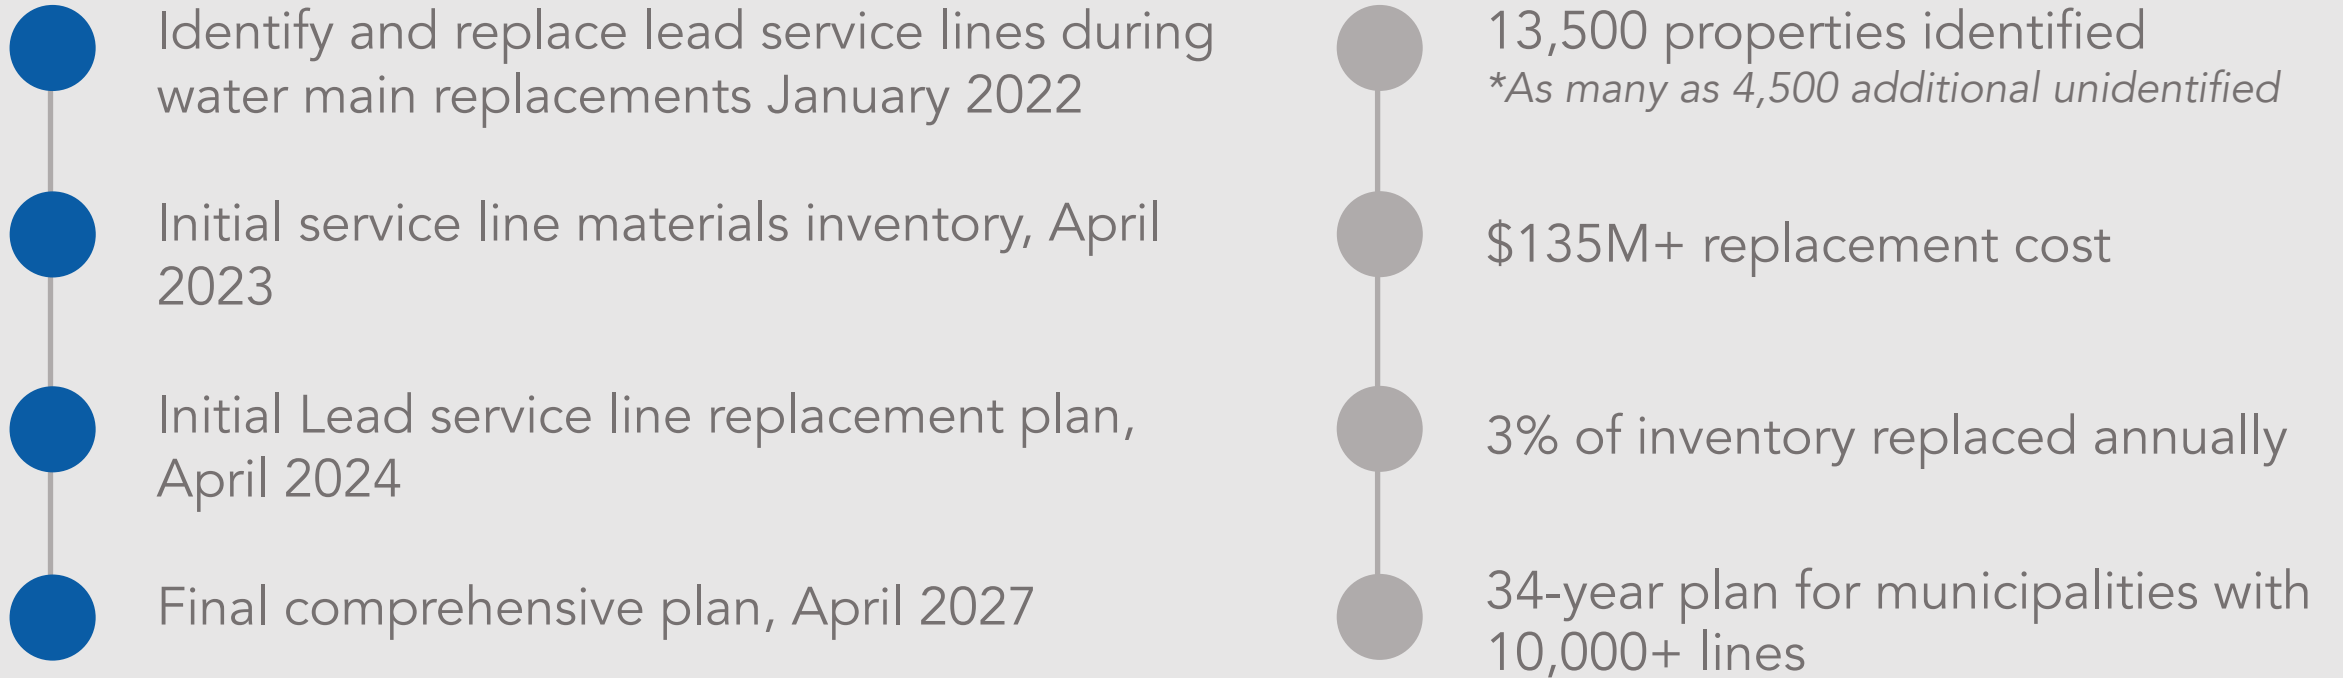 Identify and replace lead service lines during
water main replacements January 2022
Initial service line materials inventory, April
2023
Initial Lead service line replacement plan,
April 2024
Final comprehensive plan, April 2027
13,500 properties identified
*As many as 4,500 additional unidentified
$135M+ replacement cost
3% of inventory replaced annually
34-year plan for municipalities with
10,000+ lines